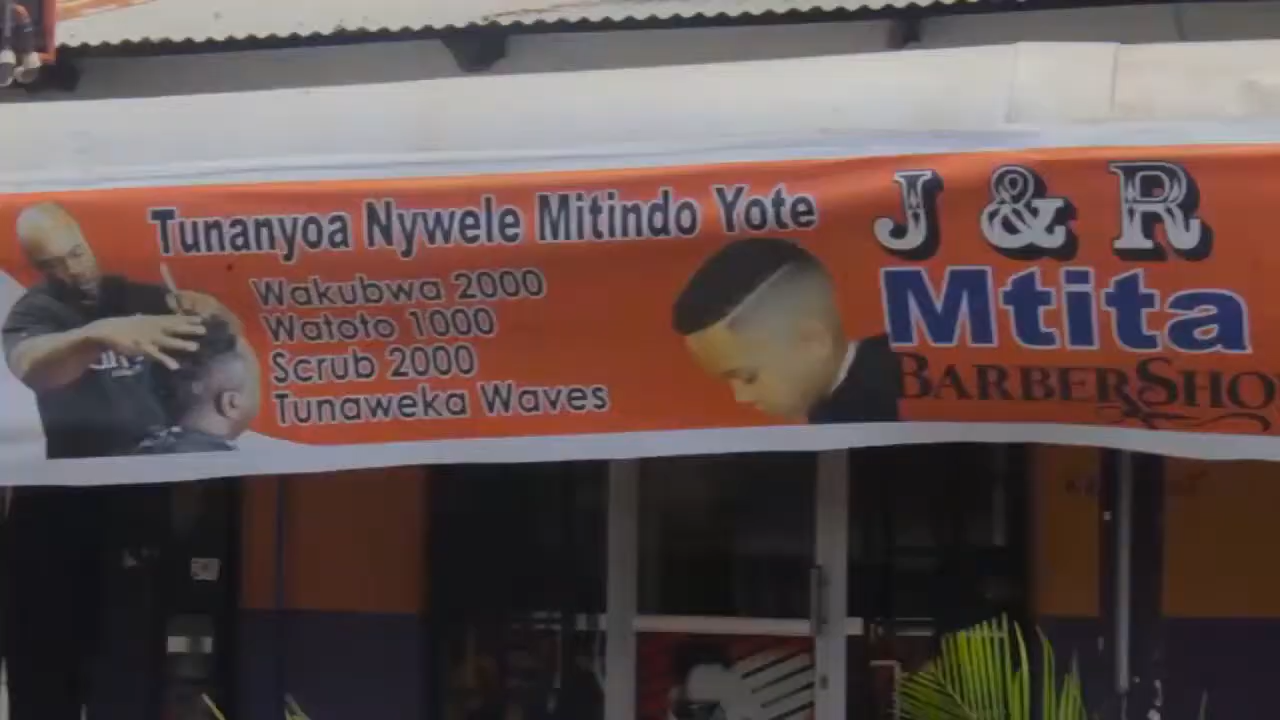 Tunanyoa Nywele Mitindo Yote
Wakubwa 2000
Watoto 1000
Scrub 2000
Tunaweka Waves
J & R
Mtita
BARBERSHO